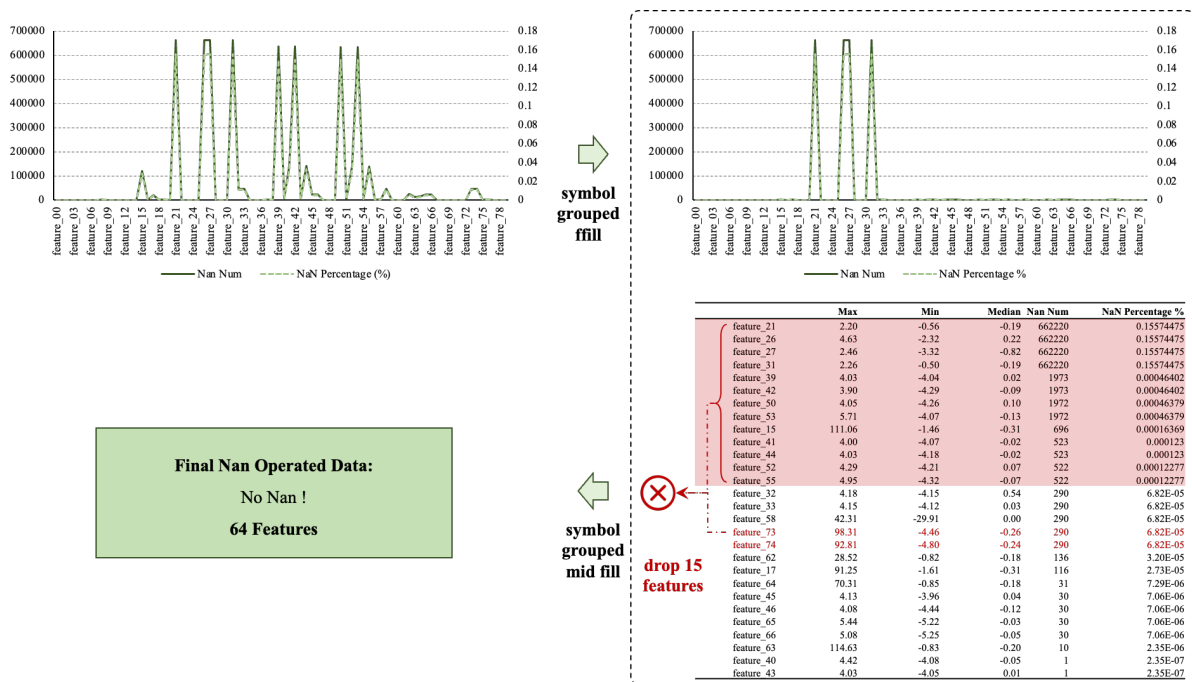 700000
600000
500000
400000
300000
200000
100000
0
0.18
0.16
0.14
0.12
0.1
0.08
0.06
0.04
0.02
0
feature_00
feature_03
feature_06
feature_09
feature_12
feature_15
feature_18
feature_21
feature_24
feature_27
feature_30
feature_33
feature_36
feature_39
feature_42
feature_45
feature_48
feature_51
feature_54
feature_57
feature_60
feature_63
feature_66
feature_69
feature_72
feature_75
feature_78
Nan Num NaN Percentage (%)
symbol
grouped
ffill
700000
600000
500000
400000
300000
200000
100000
0
0.18
0.16
0.14
0.12
0.1
0.08
0.06
0.04
0.02
0
feature_00
feature_03
feature_06
feature_09
feature_12
feature_15
feature_18
feature_21
feature_24
feature_27
feature_30
feature_33
feature_36
feature_39
feature_42
feature_45
feature_48
feature_51
feature_54
feature_57
feature_60
feature_63
feature_66
feature_69
feature_72
feature_75
feature_78
Nan Num NaN Percentage %
Max Min Median Nan Num NaN Percentage %
feature_21 2.20 -0.56 -0.19 662220 0.15574475
feature_26 4.63 -2.32 0.22 662220 0.15574475
feature_27 2.46 -3.32 -0.82 662220 0.15574475
feature_31 2.26 -0.50 -0.19 662220 0.15574475
feature_39 4.03 -4.04 0.02 1973 0.00046402
feature_42 3.90 -4.29 -0.09 1973 0.00046402
feature_50 4.05 -4.26 0.10 1972 0.00046379
feature_53 5.71 -4.07 -0.13 1972 0.00046379
feature_15 111.06 -1.46 -0.31 696 0.00016369
feature_41 4.00 -4.07 -0.02 523 0.000123
feature_44 4.03 -4.18 -0.02 523 0.000123
feature_52 4.29 -4.21 0.07 522 0.00012277
feature_55 4.95 -4.32 -0.07 522 0.00012277
feature_32 4.18 -4.15 0.54 290 6.82E-05
feature_33 4.15 -4.12 0.03 290 6.82E-05
feature_58 42.31 -29.91 0.00 290 6.82E-05
feature_73 98.31 -4.46 -0.26 290 6.82E-05
feature_74 92.81 -4.80 -0.24 290 6.82E-05
feature_62 28.52 -0.82 -0.18 136 3.20E-05
feature_17 91.25 -1.61 -0.31 116 2.73E-05
feature_64 70.31 -0.85 -0.18 31 7.29E-06
feature_45 4.13 -3.96 0.04 30 7.06E-06
feature_46 4.08 -4.44 -0.12 30 7.06E-06
feature_65 5.44 -5.22 -0.03 30 7.06E-06
feature_66 5.08 -5.25 -0.05 30 7.06E-06
feature_63 114.63 -0.83 -0.20 10 2.35E-06
feature_40 4.42 -4.08 -0.05 1 2.35E-07
feature_43 4.03 -4.05 0.01 1 2.35E-07
drop 15
features
symbol
grouped
mid fill
Final Nan Operated Data:
No Nan !
64 Features